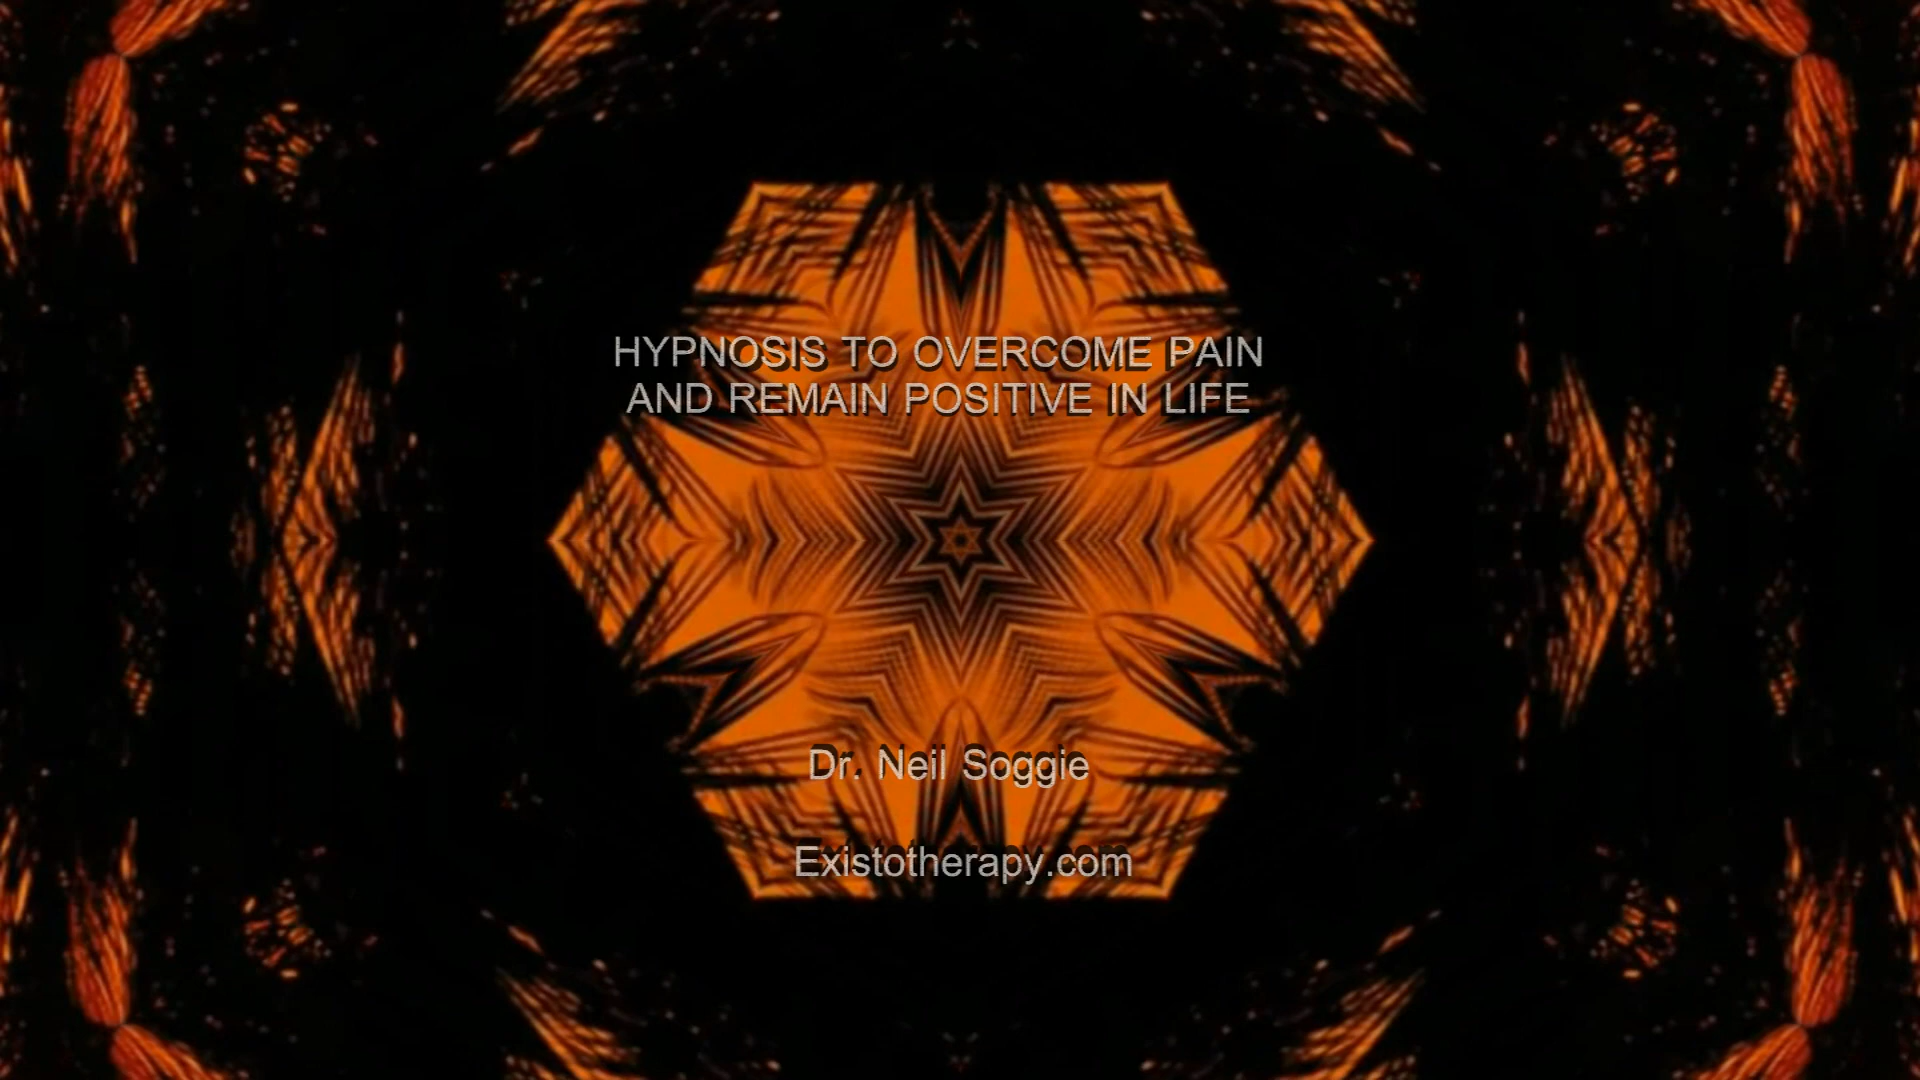 HYPNOSIS TO OVERCOME PAIN
AND REMAIN POSITIVE IN LIFE
Dr. Neil Soggie
Existotherapy.com